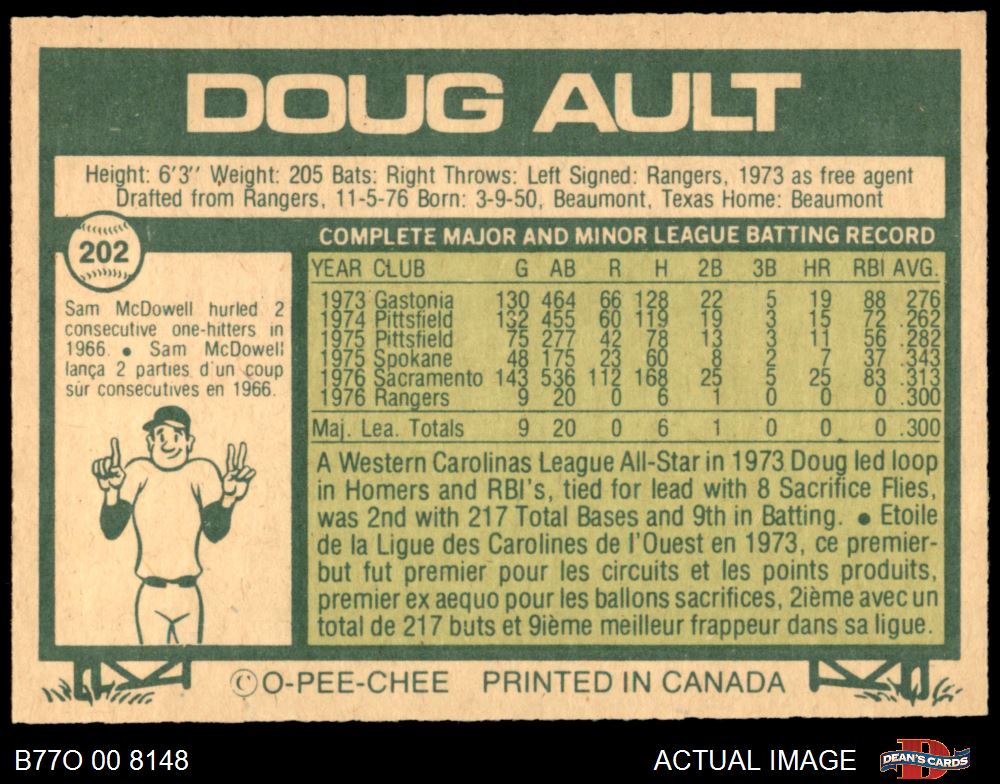 DOUG AULT
Height: 6'3" Weight: 205 Bats: Right Throws: Left Signed: Rangers, 1973 as free agent
Drafted from Rangers, 11-5-76 Born: 3-9-50, Beaumont, Texas Home: Beaumont
202
Sam McDowell hurled 2
consecutive one-hitters in
1966. ● Sam McDowell
lança 2 parties d'un coup
sûr consecutives en 1966.
COMPLETE MAJOR AND MINOR LEAGUE BATTING RECORD
YEAR CLUB G AB R H 2B 3B HR RBI AVG.
1973 Gastonia 130 464 66 128 22 5 19 88 276
1974 Pittsfield 132 455 60 119 19 3 15 72 .262
1975 Pittsfield 75 277 42 78 13 3 11 56 .282
1975 Spokane 48 175 23 60 8 2 7 37 .343
1976 Sacramento 143 536 112 168 25 5 25 83 .313
1976 Rangers 9 20 0 6 1 0 0 0 .300
Maj. Lea. Totals 9 20 0 6 1 0 0 0 .300
A Western Carolinas League All-Star in 1973 Doug led loop
in Homers and RBI's, tied for lead with 8 Sacrifice Flies,
was 2nd with 217 Total Bases and 9th in Batting. ● Etoile
de la Ligue des Carolines de l'Ouest en 1973, ce premier-
but fut premier pour les circuits et les points produits,
premier ex aequo pour les ballons sacrifices, 2ième avec un
total de 217 buts et 9ième meilleur frappeur dans sa ligue.
©O-PEE-CHEE PRINTED IN CANADA
B77O 00 8148 ACTUAL IMAGE
DEAN'S CARDS